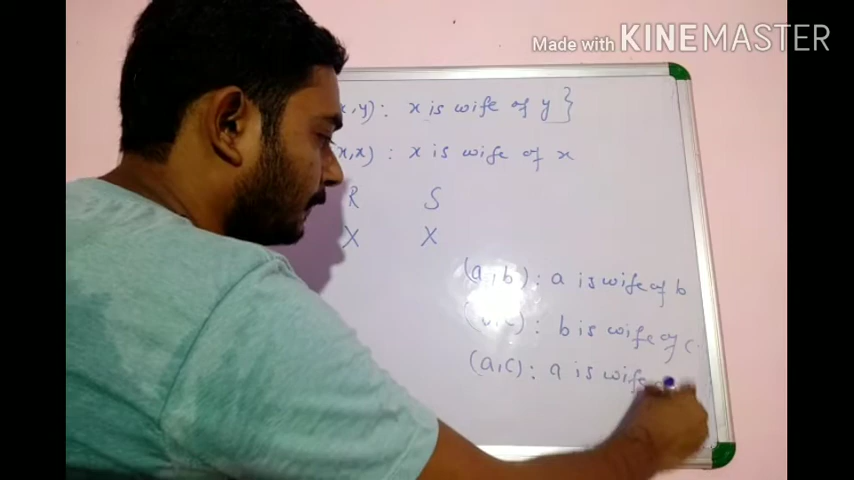 Made with KINEMASTER
x,y): x is wife of y }
x,x) : x is wife of x
R S
X X
(a,b): a is wife of b
) : b is wife of c
(a,c): a is wife